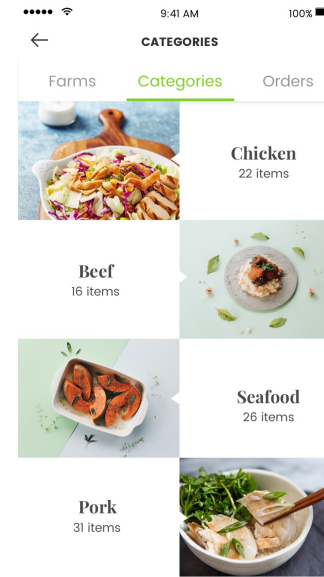 9:41 AM
100%
CATEGORIES
Farms
Categories
Orders
Chicken
22 items
Beef
16 items
Seafood
26 items
Pork
31 items